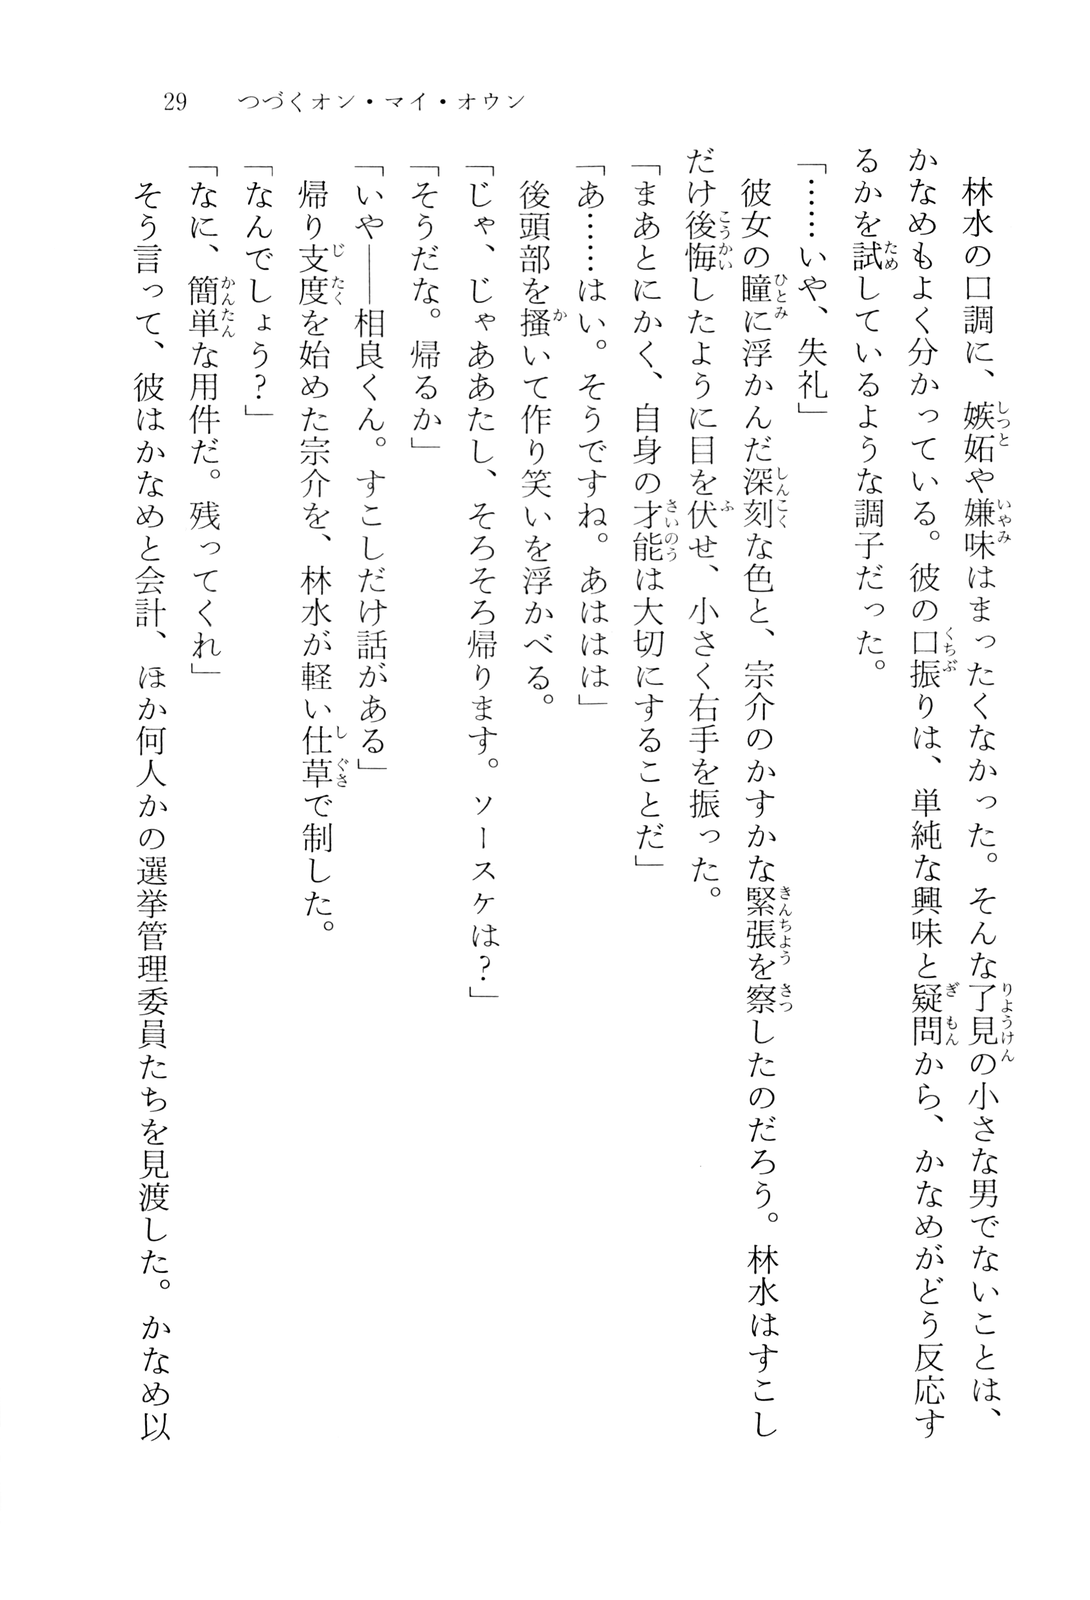 29　つづくオン・マイ・オウン
　林水の口調に、嫉妬や嫌味はまったくなかった。そんな了見の小さな男でないことは、
かなめもよく分かっている。彼の口振りは、単純な興味と疑問から、かなめがどう反応す
るかを試しているような調子だった。
「……いや、失礼」
　彼女の瞳に浮かんだ深刻な色と、宗介のかすかな緊張を察したのだろう。林水はすこし
だけ後悔したように目を伏せ、小さく右手を振った。
「まあとにかく、自身の才能は大切にすることだ」
「あ……はい。そうですね。あははは」
　後頭部を掻いて作り笑いを浮かべる。
「じゃ、じゃああたし、そろそろ帰ります。ソースケは？」
「そうだな。帰るか」
「いや――相良くん。すこしだけ話がある」
　帰り支度を始めた宗介を、林水が軽い仕草で制した。
「なんでしょう？」
「なに、簡単な用件だ。残ってくれ」
　そう言って、彼はかなめと会計、ほか何人かの選挙管理委員たちを見渡した。かなめ以